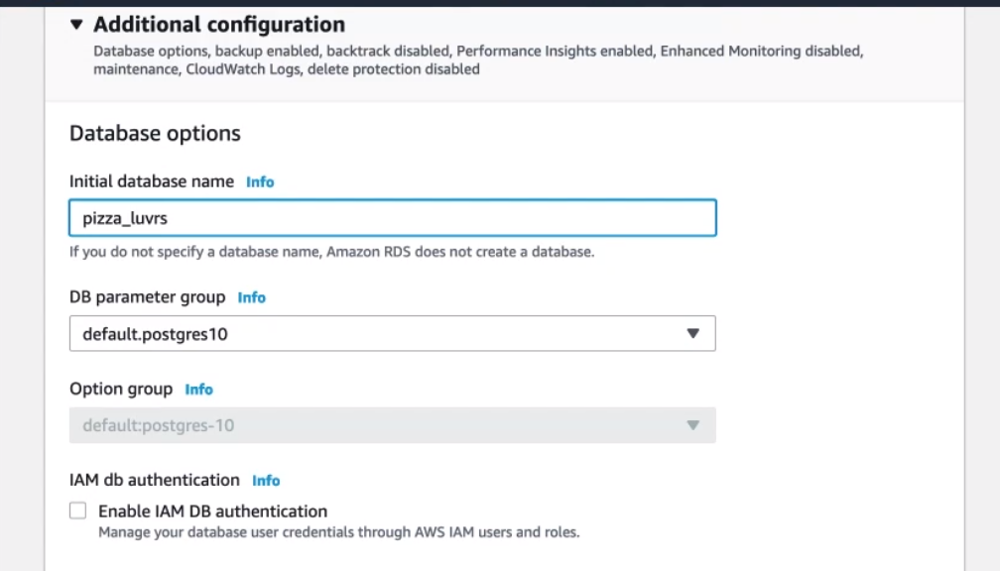 Additional configuration
Database options, backup enabled, backtrack disabled, Performance Insights enabled, Enhanced Monitoring disabled,
maintenance, CloudWatch Logs, delete protection disabled
Database options
Initial database name Info
pizza_luvrs
If you do not specify a database name, Amazon RDS does not create a database.
DB parameter group Info
default.postgres10
Option group Info
default:postgres-10
IAM db authentication Info
Enable IAM DB authentication
Manage your database user credentials through AWS IAM users and roles.